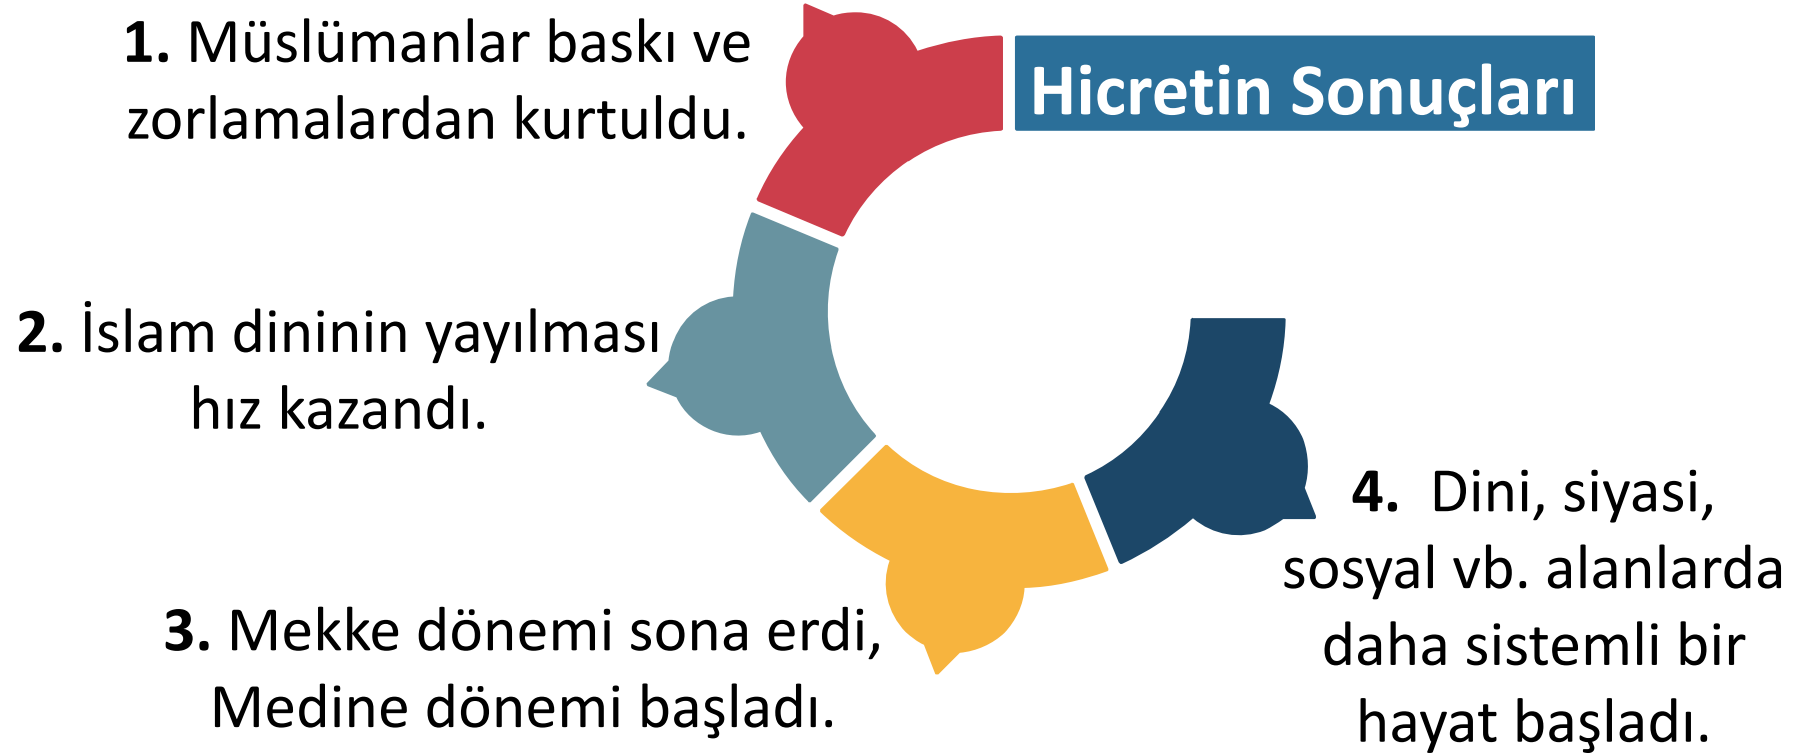 Hicretin Sonuçları
1. Müslümanlar baskı ve
zorlamalardan kurtuldu.
2. İslam dininin yayılması
hız kazandı.
3. Mekke dönemi sona erdi,
Medine dönemi başladı.
4. Dini, siyasi,
sosyal vb. alanlarda
daha sistemli bir
hayat başladı.